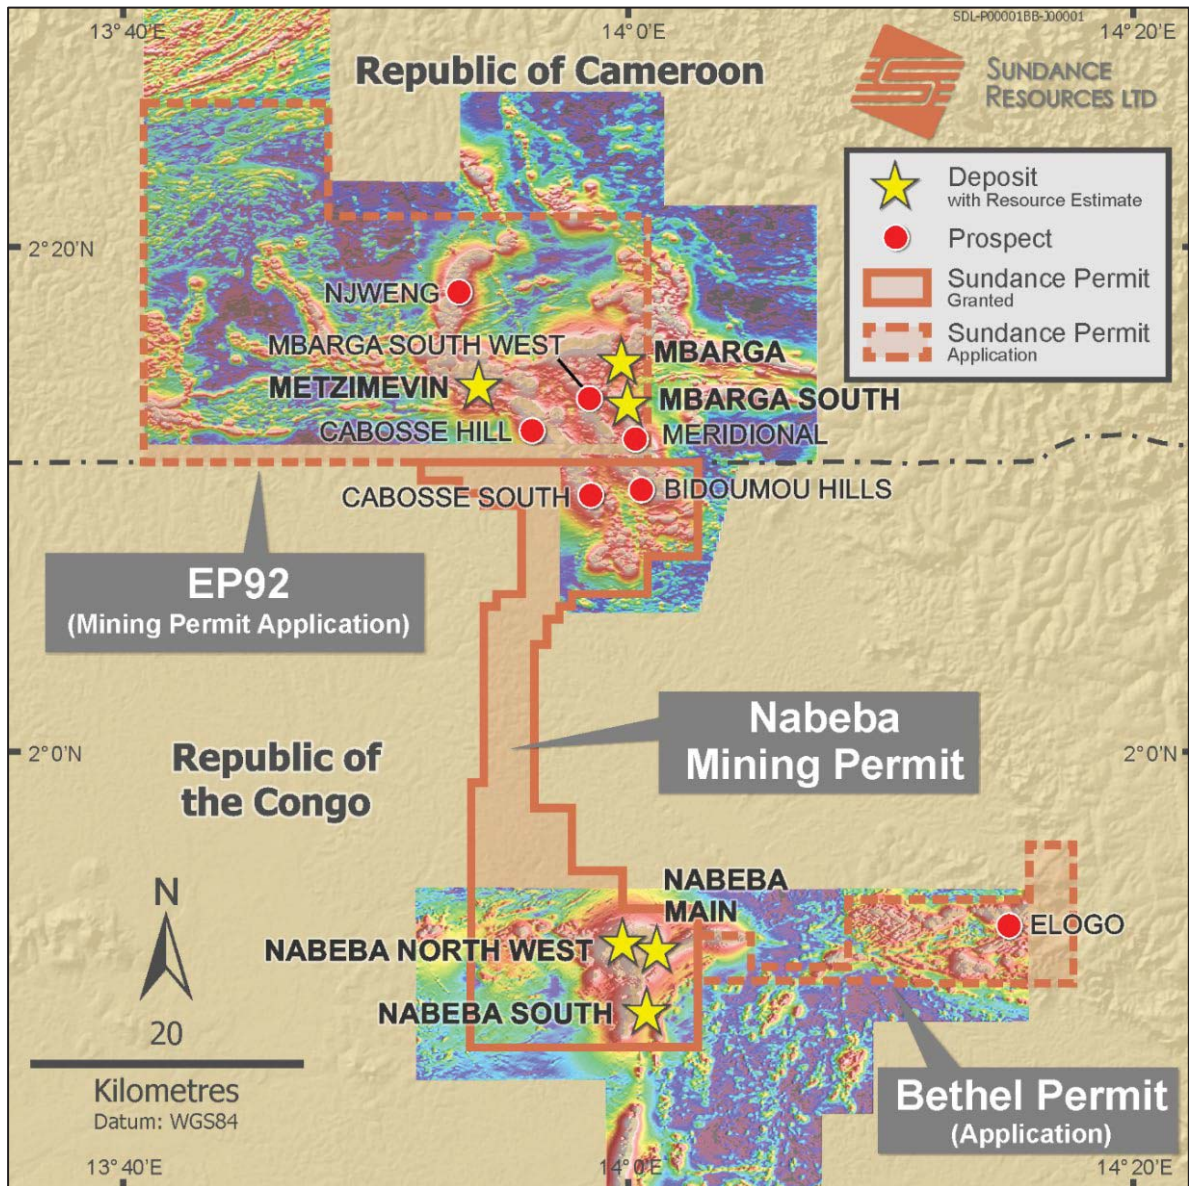 SDL-P00001BB-J00001
13°40'E
14°0'E
14°20'E
Republic of Cameroon
SUNDANCE
RESOURCES LTD
Deposit
with Resource Estimate
Prospect
Sundance Permit
Granted
Sundance Permit
Application
2°20'N
NJWENG
MBARGA SOUTH WEST
MBARGA
METZIMEVIN
MBARGA SOUTH
CABOSSE HILL
MERIDIONAL
CABOSSE SOUTH
BIDOUMOU HILLS
EP92
(Mining Permit Application)
Nabeba
Mining Permit
2°0'N
2°0'N
Republic of
the Congo
N
20
Kilometres
Datum: WGS84
NABEBA
MAIN
NABEBA NORTH WEST
NABEBA SOUTH
ELOGO
Bethel Permit
(Application)
13°40'E
14°0'E
14°20'E